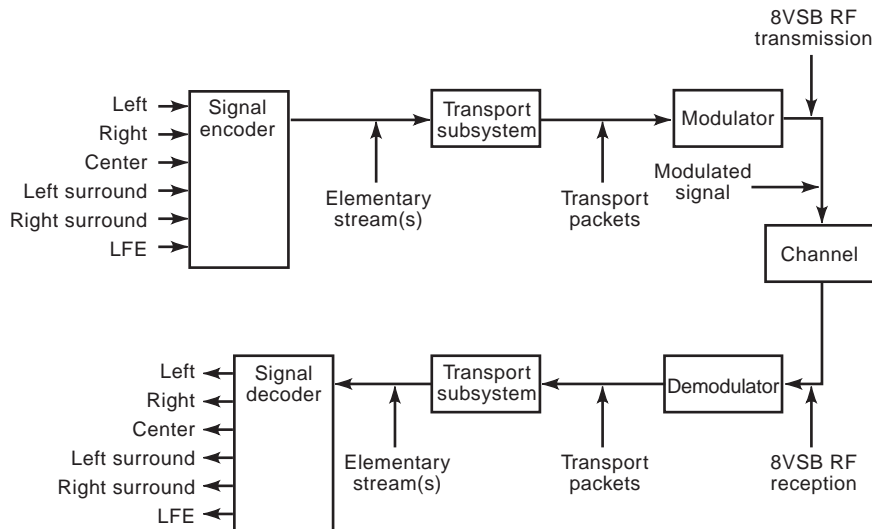 8VSB RF
transmission
Left
Right
Center
Left surround
Right surround
LFE
Signal
encoder
Transport
subsystem
Modulator
Elementary
stream(s)
Transport
packets
Modulated
signal
Channel
Left
Right
Center
Left surround
Right surround
LFE
Signal
decoder
Transport
subsystem
Demodulator
Elementary
stream(s)
Transport
packets
8VSB RF
reception